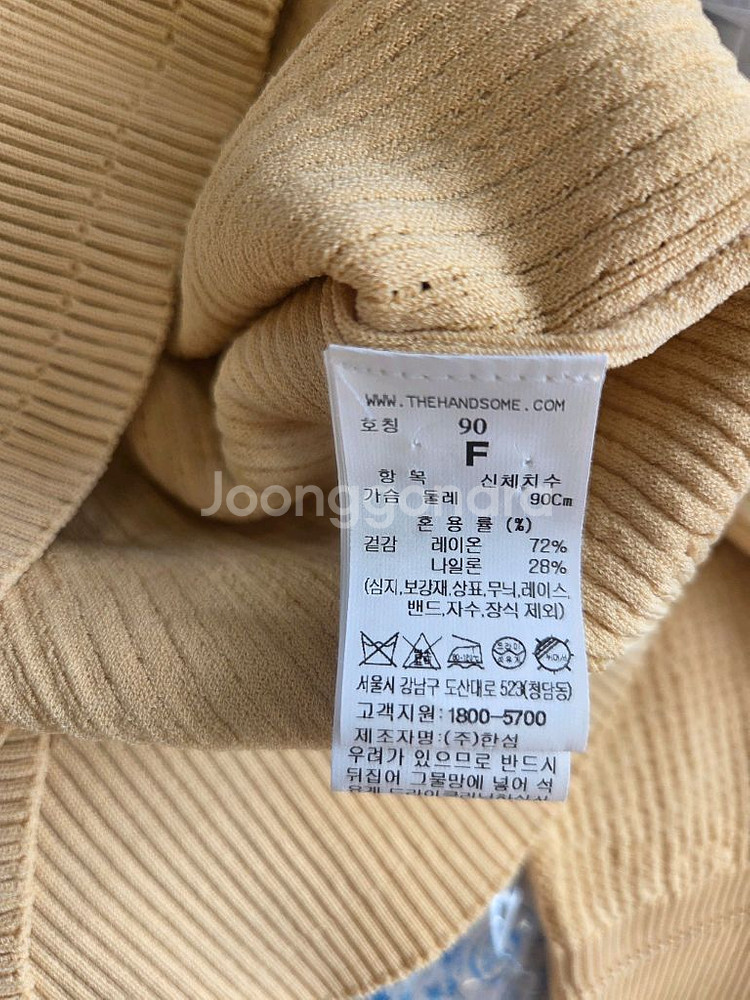 WWW.THEHANDSOME.COM
호칭 90
F
항 목 신체치수
가슴 둘레 90Cm
Joonggonara
혼 용 률 (%)
겉감 레이온 72%
나일론 28%
(심지,보강재,상표,무늬,레이스,
밴드,자수,장식 제외)
서울시 강남구 도산대로 523(청담동)
고객지원:1800-5700
제조자명:(주)한섬
우려가 있으므로 반드시
뒤집어 그물망에 넣어 석